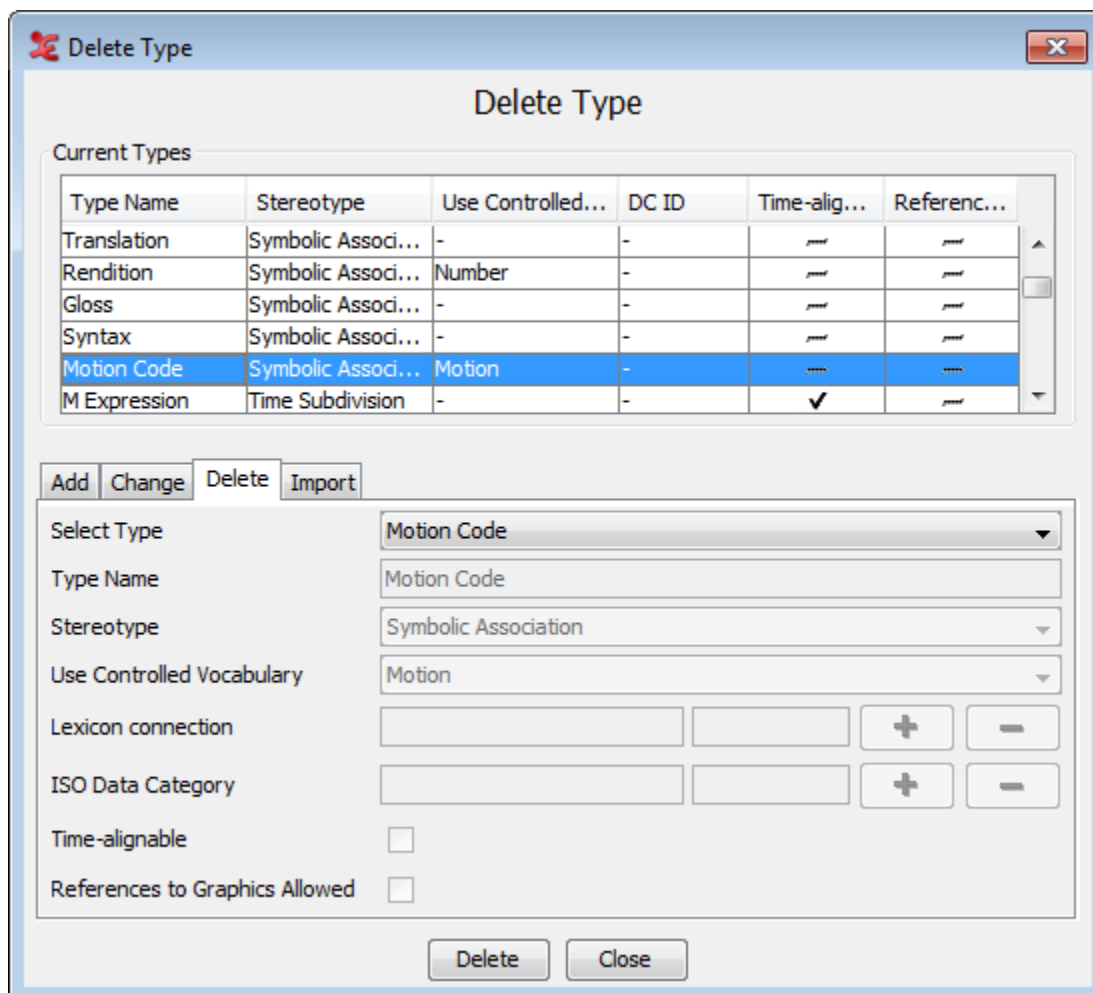 Delete Type
Delete Type
Current Types
Type Name Stereotype Use Controlled... DC ID Time-alig... Referenc...
Translation Symbolic Associ... - -
Rendition Symbolic Associ... Number -
Gloss Symbolic Associ... - -
Syntax Symbolic Associ... - -
Motion Code Symbolic Associ... Motion -
M Expression Time Subdivision - -
Add Change Delete Import
Select Type Motion Code
Type Name Motion Code
Stereotype Symbolic Association
Use Controlled Vocabulary Motion
Lexicon connection
ISO Data Category
Time-alignable
References to Graphics Allowed
Delete Close